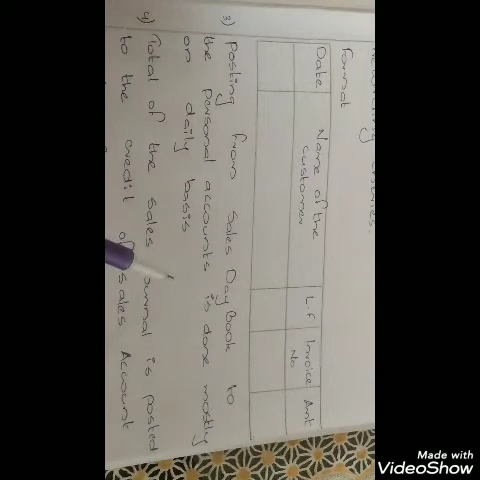 recording entries.
Format
Date Name of the customer L.F Invoice No Amt
3) Posting from Sales Day Book to
the personal accounts is done mostly
on daily basis
4) Total of the Sales Journal is posted
to the credit of Sales Account
Made with
VideoShow